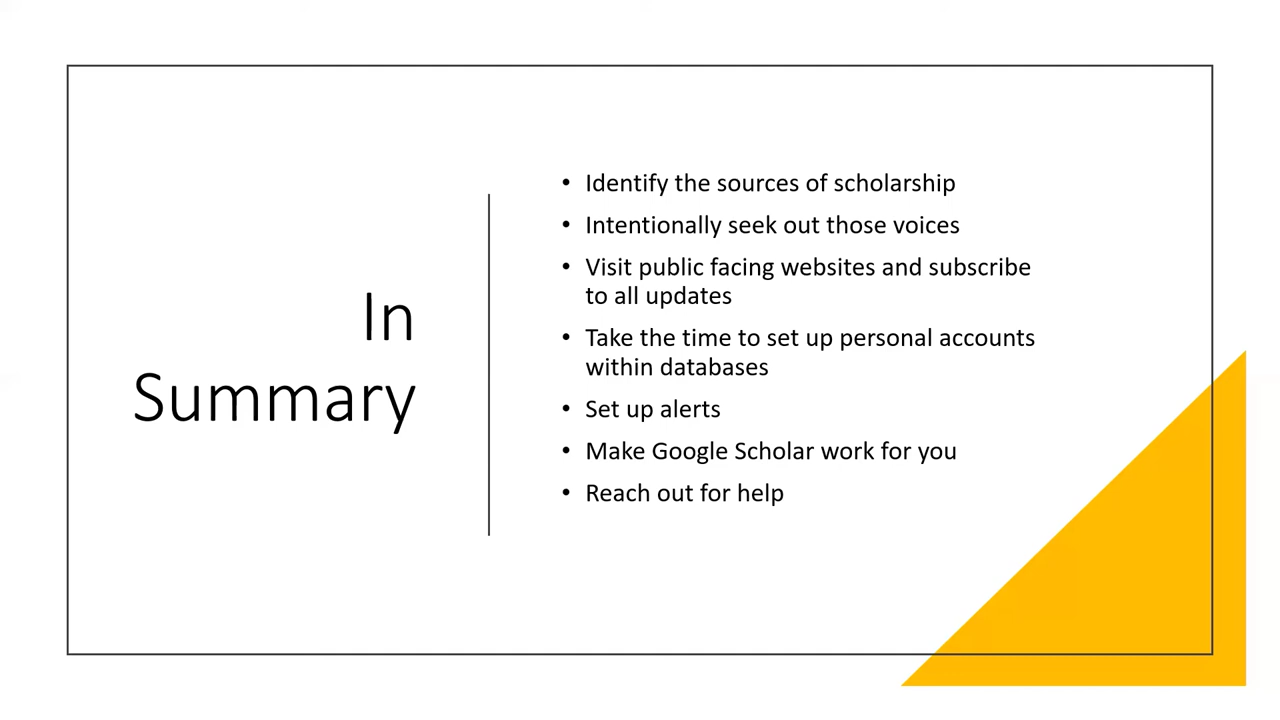 In
Summary
• Identify the sources of scholarship
• Intentionally seek out those voices
• Visit public facing websites and subscribe
to all updates
• Take the time to set up personal accounts
within databases
• Set up alerts
• Make Google Scholar work for you
• Reach out for help